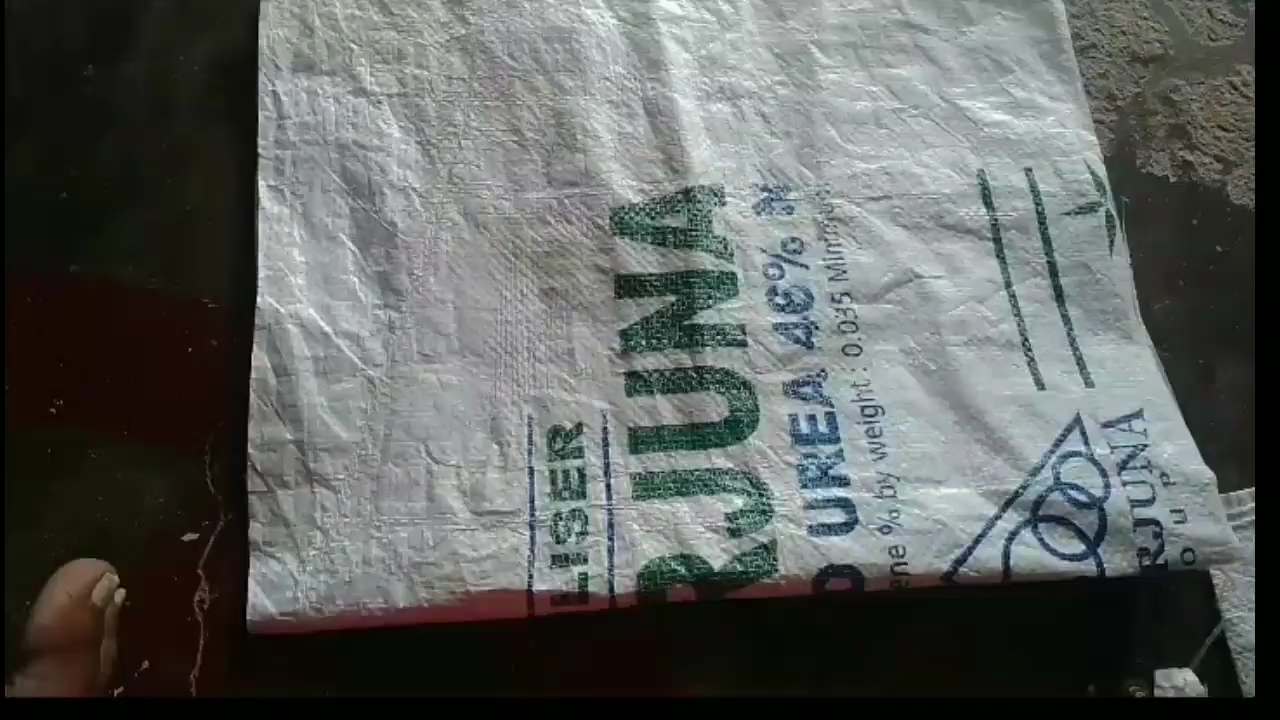 LISER
RJUNA
D UREA 46% N
ene % by weight : 0.035 Minimum
RJUNA
o u p